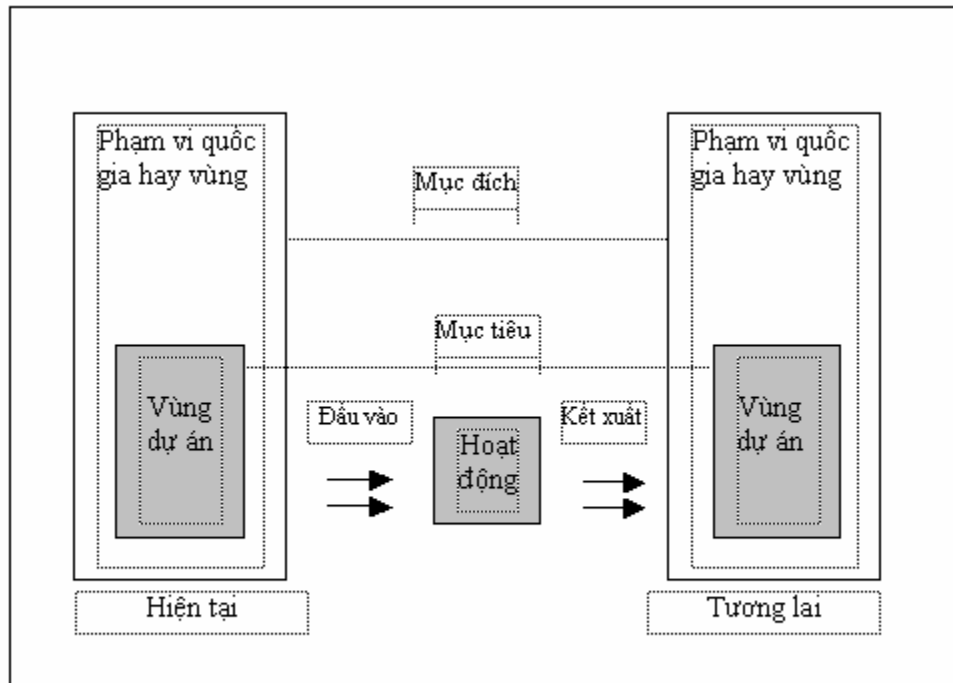 Phạm vi quốc
gia hay vùng
Phạm vi quốc
gia hay vùng
Mục đích
Mục tiêu
Vùng
dự án
Đầu vào
Hoạt
động
Kết xuất
Vùng
dự án
Hiện tại
Tương lai